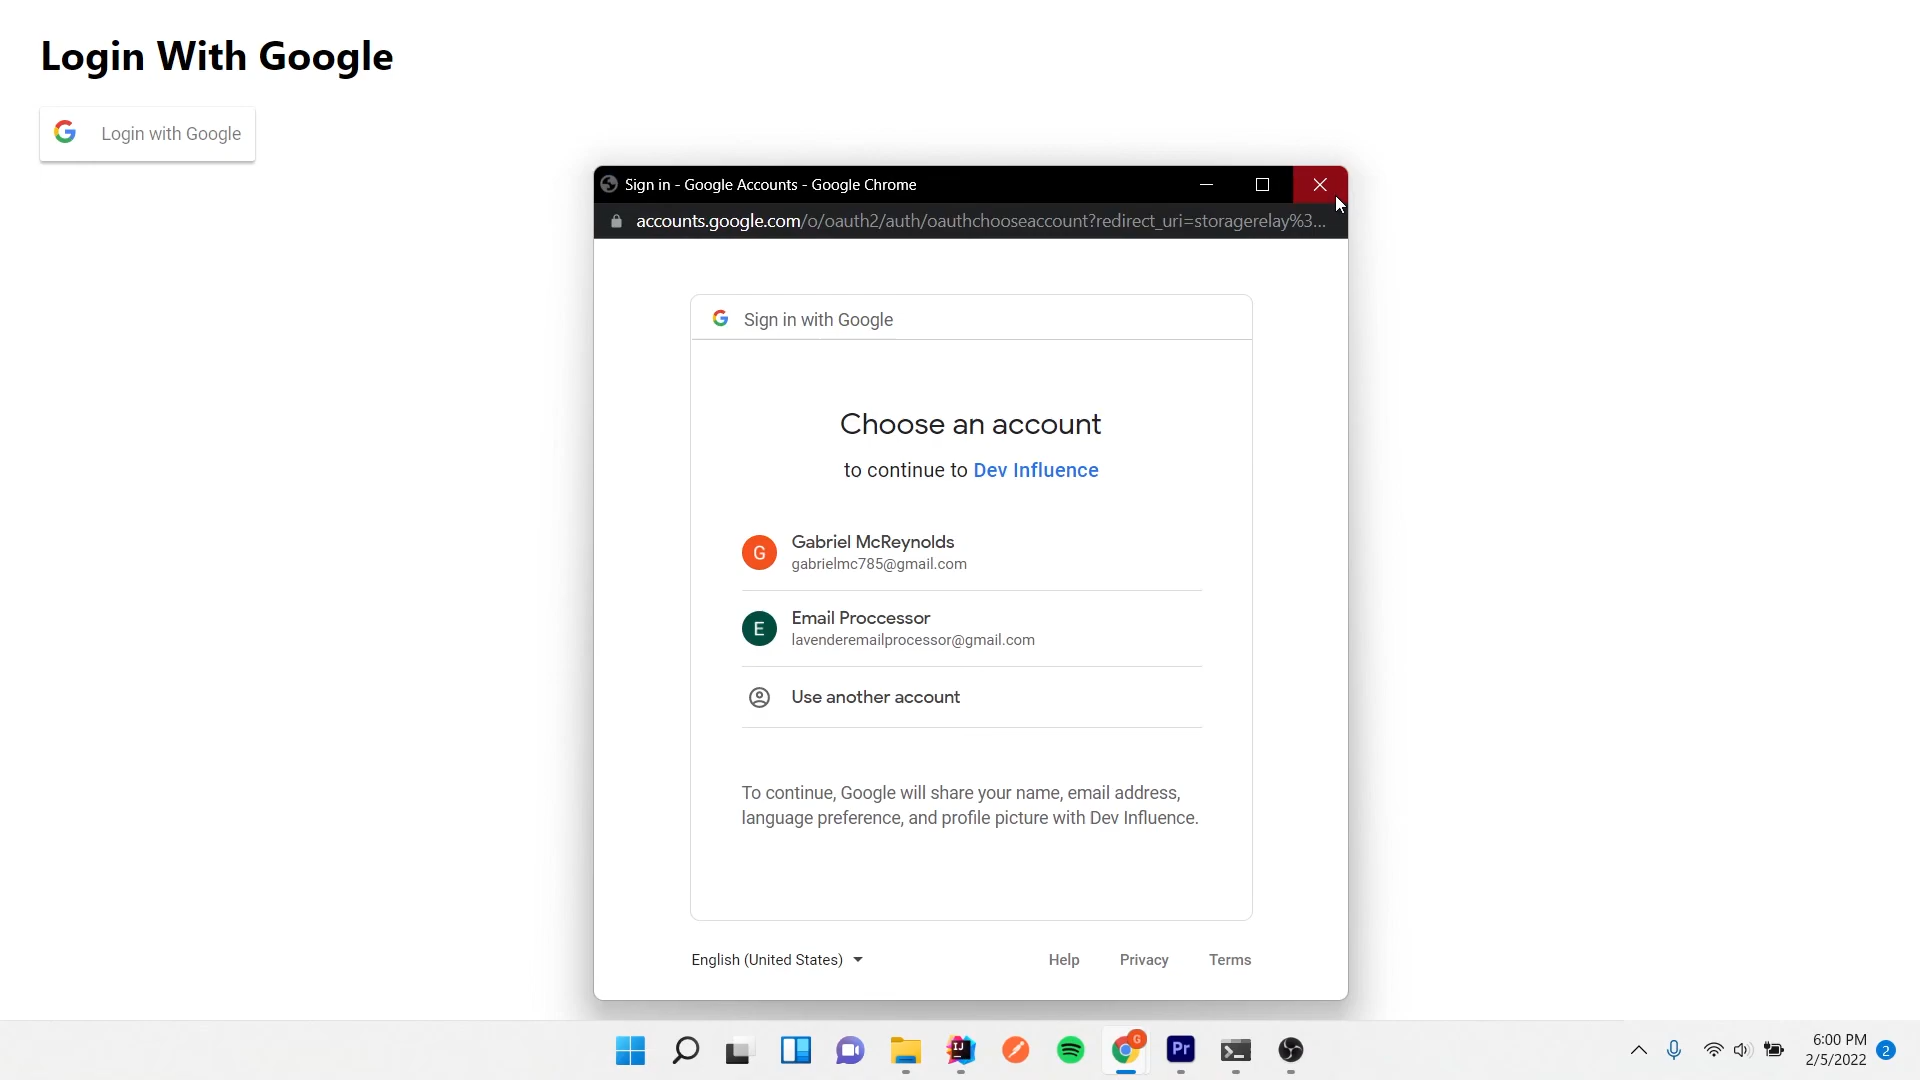 Login With Google
Login with Google
Sign in - Google Accounts - Google Chrome
accounts.google.com/o/oauth2/auth/oauthchooseaccount?redirect_uri=storagerelay%3...
Sign in with Google
Choose an account
to continue to Dev Influence
G
Gabriel McReynolds
gabrielmc785@gmail.com
E
Email Proccessor
lavenderemailprocessor@gmail.com
Use another account
To continue, Google will share your name, email address,
language preference, and profile picture with Dev Influence.
English (United States)
Help
Privacy
Terms
IJ
G
Pr
6:00 PM
2/5/2022
2